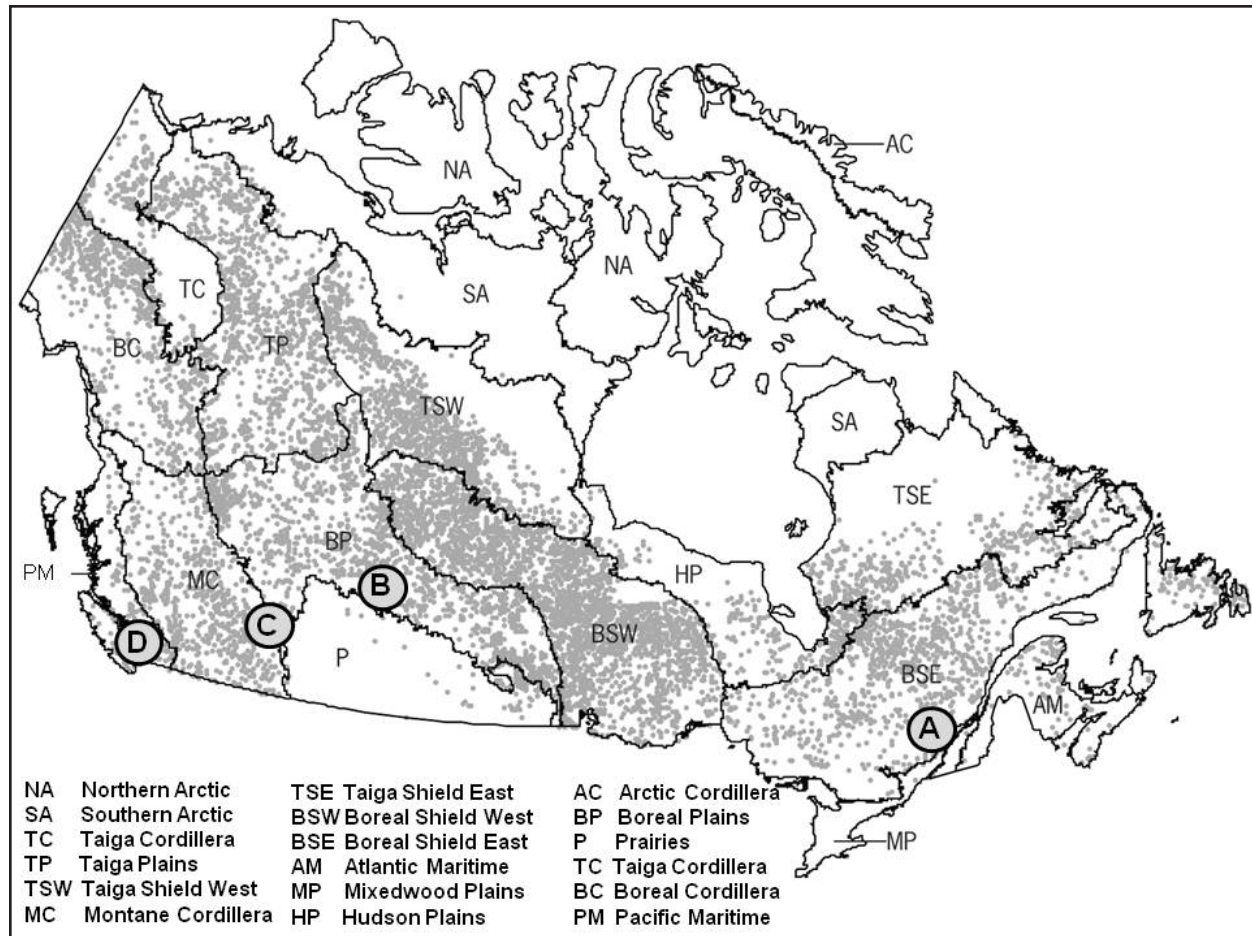 NA
AC
NA
TC
SA
NA
BC
TP
TSW
SA
TSE
PM
MC
BP
B
HP
D
C
P
BSW
BSE
A
AM
MP
NA Northern Arctic
SA Southern Arctic
TC Taiga Cordillera
TP Taiga Plains
TSW Taiga Shield West
MC Montane Cordillera
TSE Taiga Shield East
BSW Boreal Shield West
BSE Boreal Shield East
AM Atlantic Maritime
MP Mixedwood Plains
HP Hudson Plains
AC Arctic Cordillera
BP Boreal Plains
P Prairies
TC Taiga Cordillera
BC Boreal Cordillera
PM Pacific Maritime